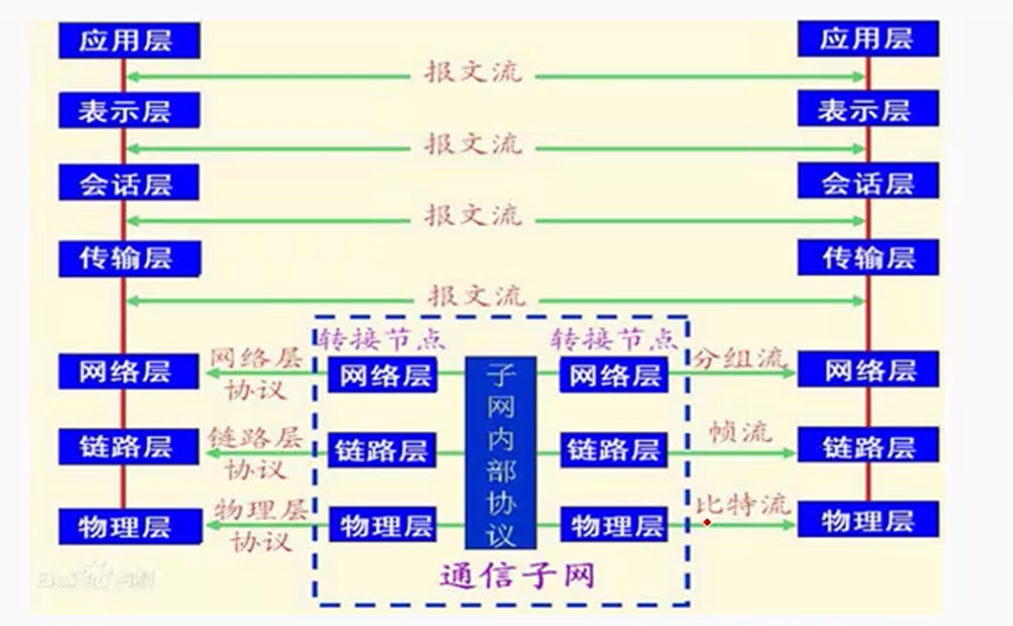 应用层
应用层
报文流
表示层
表示层
报文流
会话层
会话层
报文流
传输层
传输层
报文流
转接节点
转接节点
网络层
网络层
协议
网络层
子网内部协议
网络层
分组流
网络层
链路层
链路层
协议
链路层
链路层
帧流
链路层
物理层
物理层
协议
物理层
物理层
比特流
物理层
通信子网